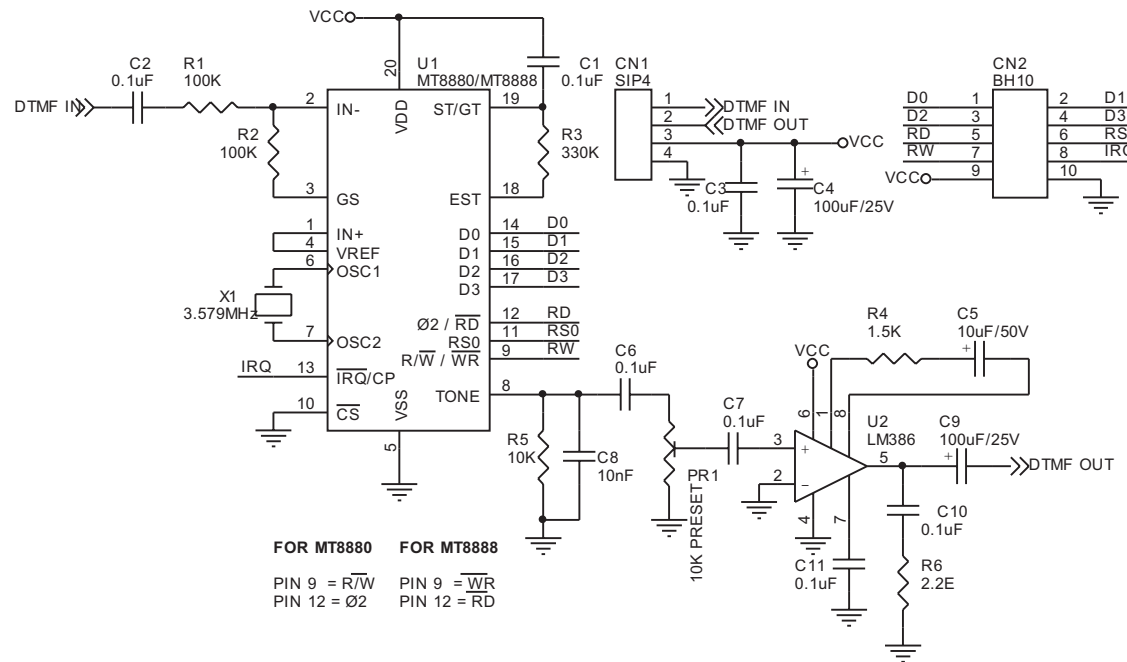 VCC
C2
0.1uF
R1
100K
DTMF IN
20
U1
MT8880/MT8888
C1
0.1uF
2
IN-
VDD
ST/GT
19
R2
100K
R3
330K
3
GS
EST
18
1
IN+
4
VREF
6
OSC1
X1
3.579MHz
7
OSC2
D0
14
D0
D1
15
D1
D2
16
D2
D3
17
D3
Ø2 / RD
12
RD
RS0
11
RS0
R/W / WR
9
RW
IRQ
13
IRQ/CP
10
CS
VSS
5
TONE
8
R5
10K
C8
10nF
C6
0.1uF
PR1
10K PRESET
C7
0.1uF
CN1
SIP4
1
DTMF IN
2
DTMF OUT
3
VCC
4
C3
0.1uF
+
C4
100uF/25V
CN2
BH10
D0
1
2
D1
D2
3
4
D3
RD
5
6
RS
RW
7
8
IRQ
VCC
9
10
R4
1.5K
C5
10uF/50V
+
VCC
6
1
8
U2
LM386
3
+
2
−
5
4
7
C9
100uF/25V
+
DTMF OUT
C10
0.1uF
C11
0.1uF
R6
2.2E
FOR MT8880 FOR MT8888
PIN 9 = R/W PIN 9 = WR
PIN 12 = Ø2 PIN 12 = RD